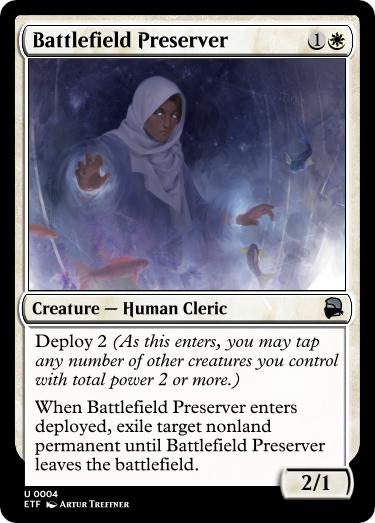 Battlefield Preserver 1
Creature — Human Cleric
Deploy 2 (As this enters, you may tap
any number of other creatures you control
with total power 2 or more.)
When Battlefield Preserver enters
deployed, exile target nonland
permanent until Battlefield Preserver
leaves the battlefield.
2/1
U 0004
ETF Artur Treffner